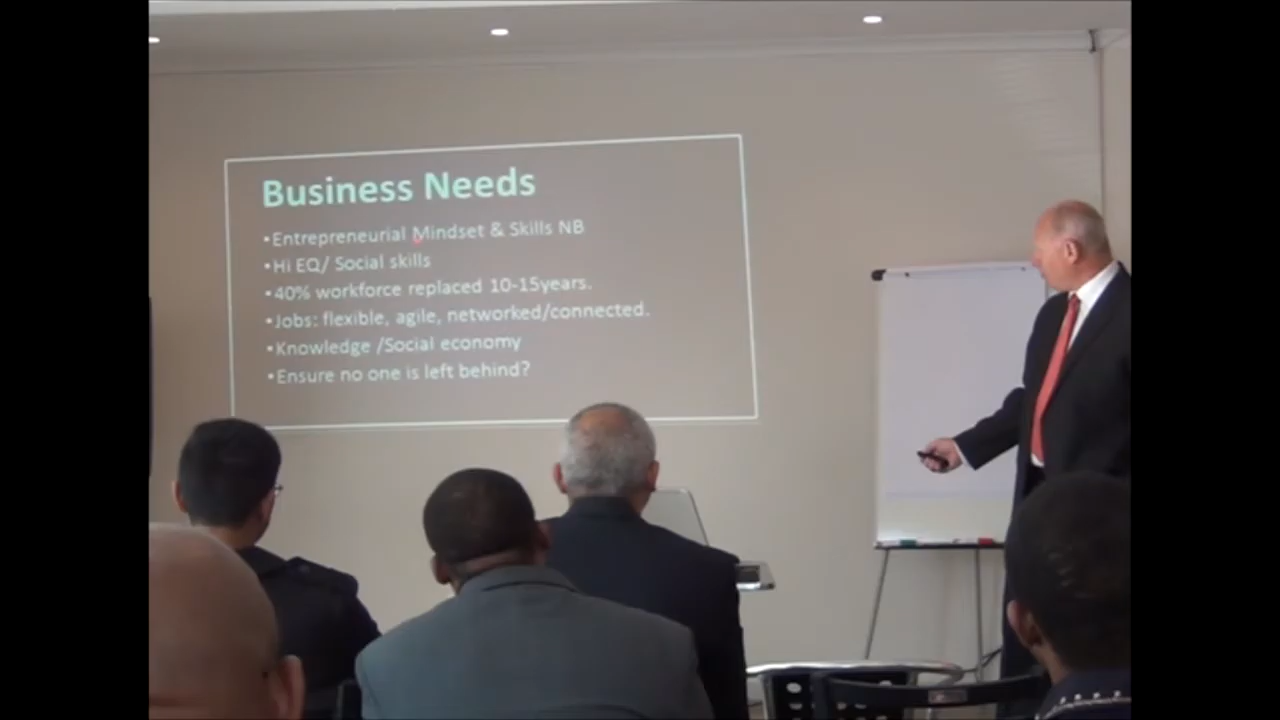 Business Needs
▪Entrepreneurial Mindset & Skills NB
▪Hi EQ/ Social skills
▪40% workforce replaced 10-15years.
▪Jobs: flexible, agile, networked/connected.
▪Knowledge /Social economy
▪Ensure no one is left behind?